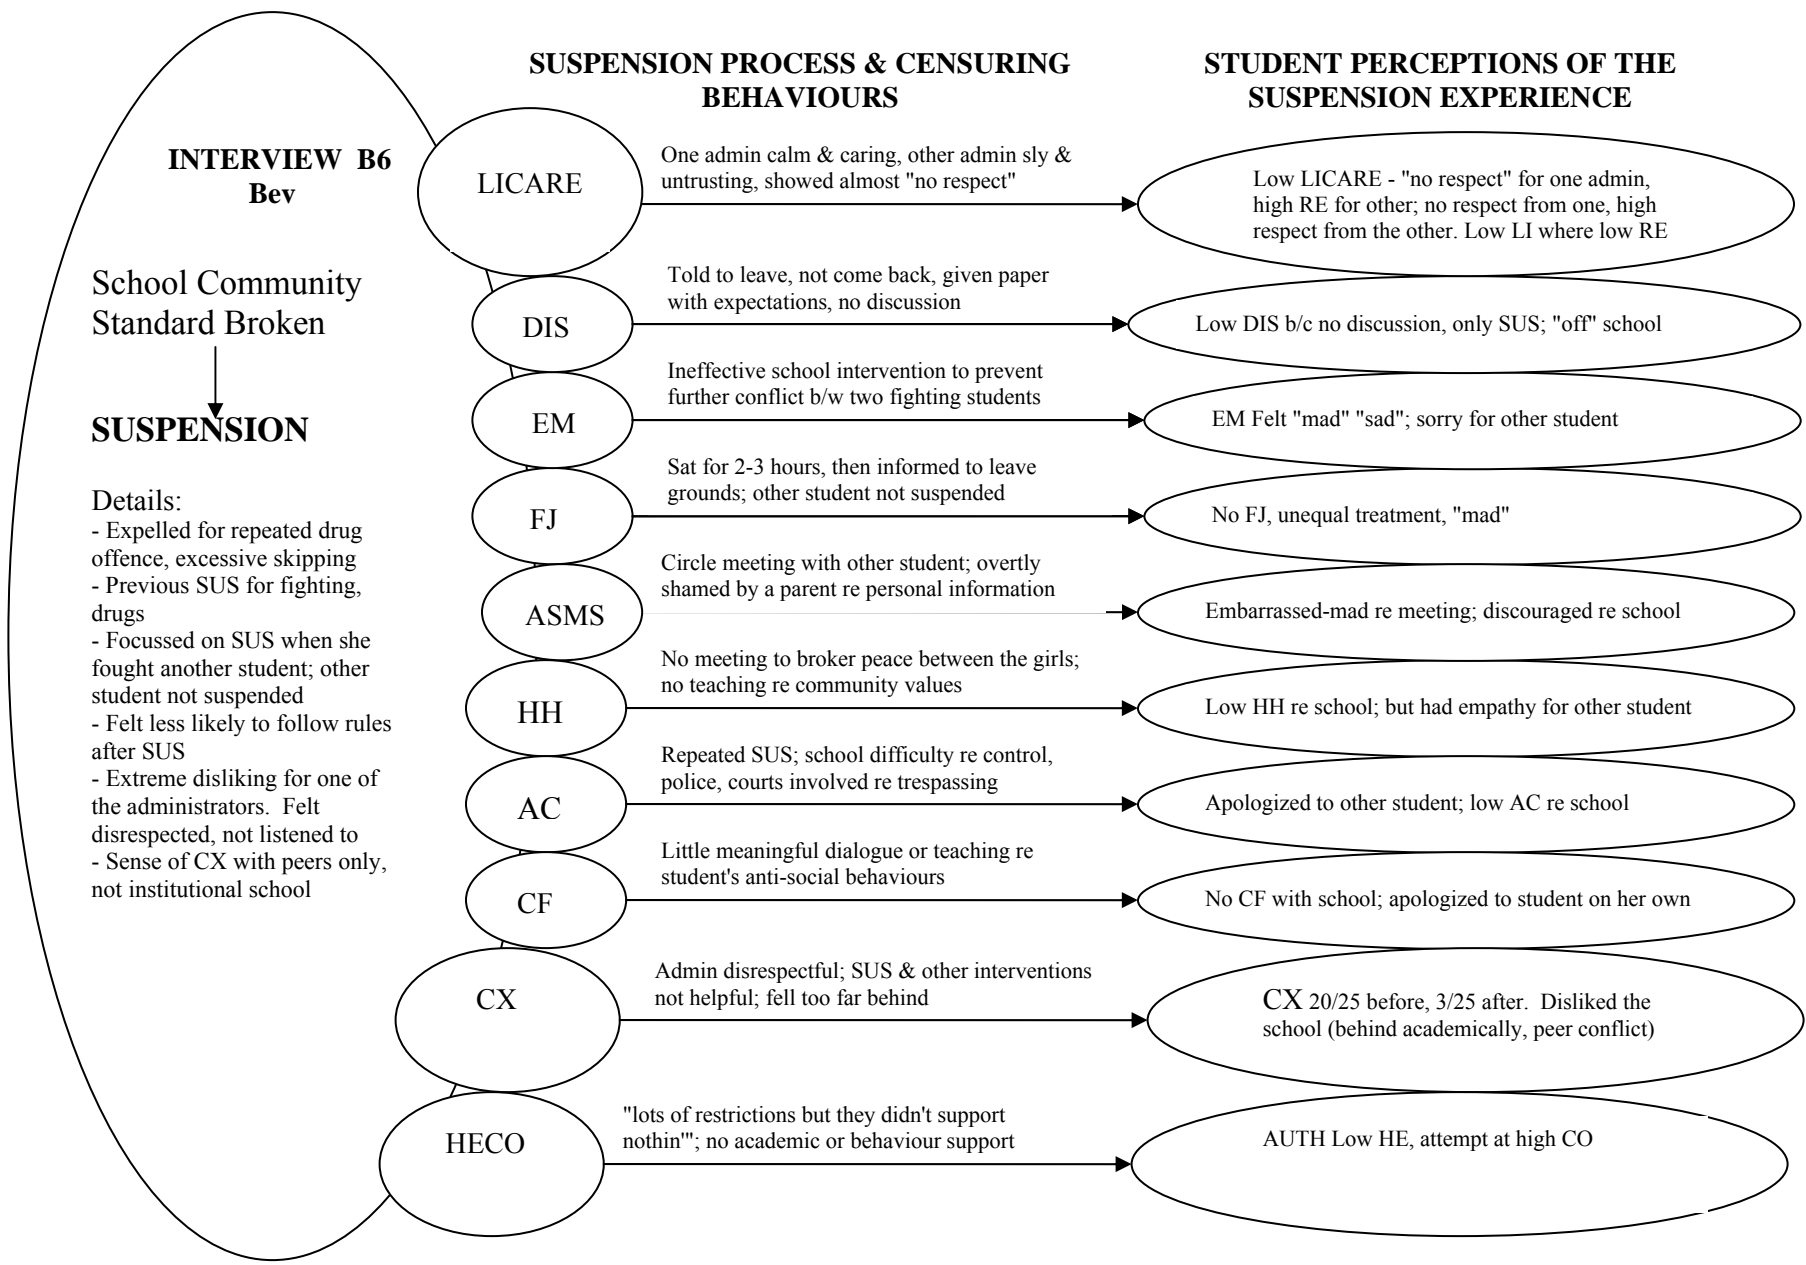 SUSPENSION PROCESS & CENSURING
BEHAVIOURS
STUDENT PERCEPTIONS OF THE
SUSPENSION EXPERIENCE
INTERVIEW B6
Bev
School Community
Standard Broken
SUSPENSION
Details:
- Expelled for repeated drug
offence, excessive skipping
- Previous SUS for fighting,
drugs
- Focussed on SUS when she
fought another student; other
student not suspended
- Felt less likely to follow rules
after SUS
- Extreme disliking for one of
the administrators. Felt
disrespected, not listened to
- Sense of CX with peers only,
not institutional school
LICARE
One admin calm & caring, other admin sly &
untrusting, showed almost "no respect"
Low LICARE - "no respect" for one admin,
high RE for other; no respect from one, high
respect from the other. Low LI where low RE
DIS
Told to leave, not come back, given paper
with expectations, no discussion
Low DIS b/c no discussion, only SUS; "off" school
EM
Ineffective school intervention to prevent
further conflict b/w two fighting students
EM Felt "mad" "sad"; sorry for other student
FJ
Sat for 2-3 hours, then informed to leave
grounds; other student not suspended
No FJ, unequal treatment, "mad"
ASMS
Circle meeting with other student; overtly
shamed by a parent re personal information
Embarrassed-mad re meeting; discouraged re school
HH
No meeting to broker peace between the girls;
no teaching re community values
Low HH re school; but had empathy for other student
AC
Repeated SUS; school difficulty re control,
police, courts involved re trespassing
Apologized to other student; low AC re school
CF
Little meaningful dialogue or teaching re
student's anti-social behaviours
No CF with school; apologized to student on her own
CX
Admin disrespectful; SUS & other interventions
not helpful; fell too far behind
CX 20/25 before, 3/25 after. Disliked the
school (behind academically, peer conflict)
HECO
"lots of restrictions but they didn't support
nothin'"; no academic or behaviour support
AUTH Low HE, attempt at high CO